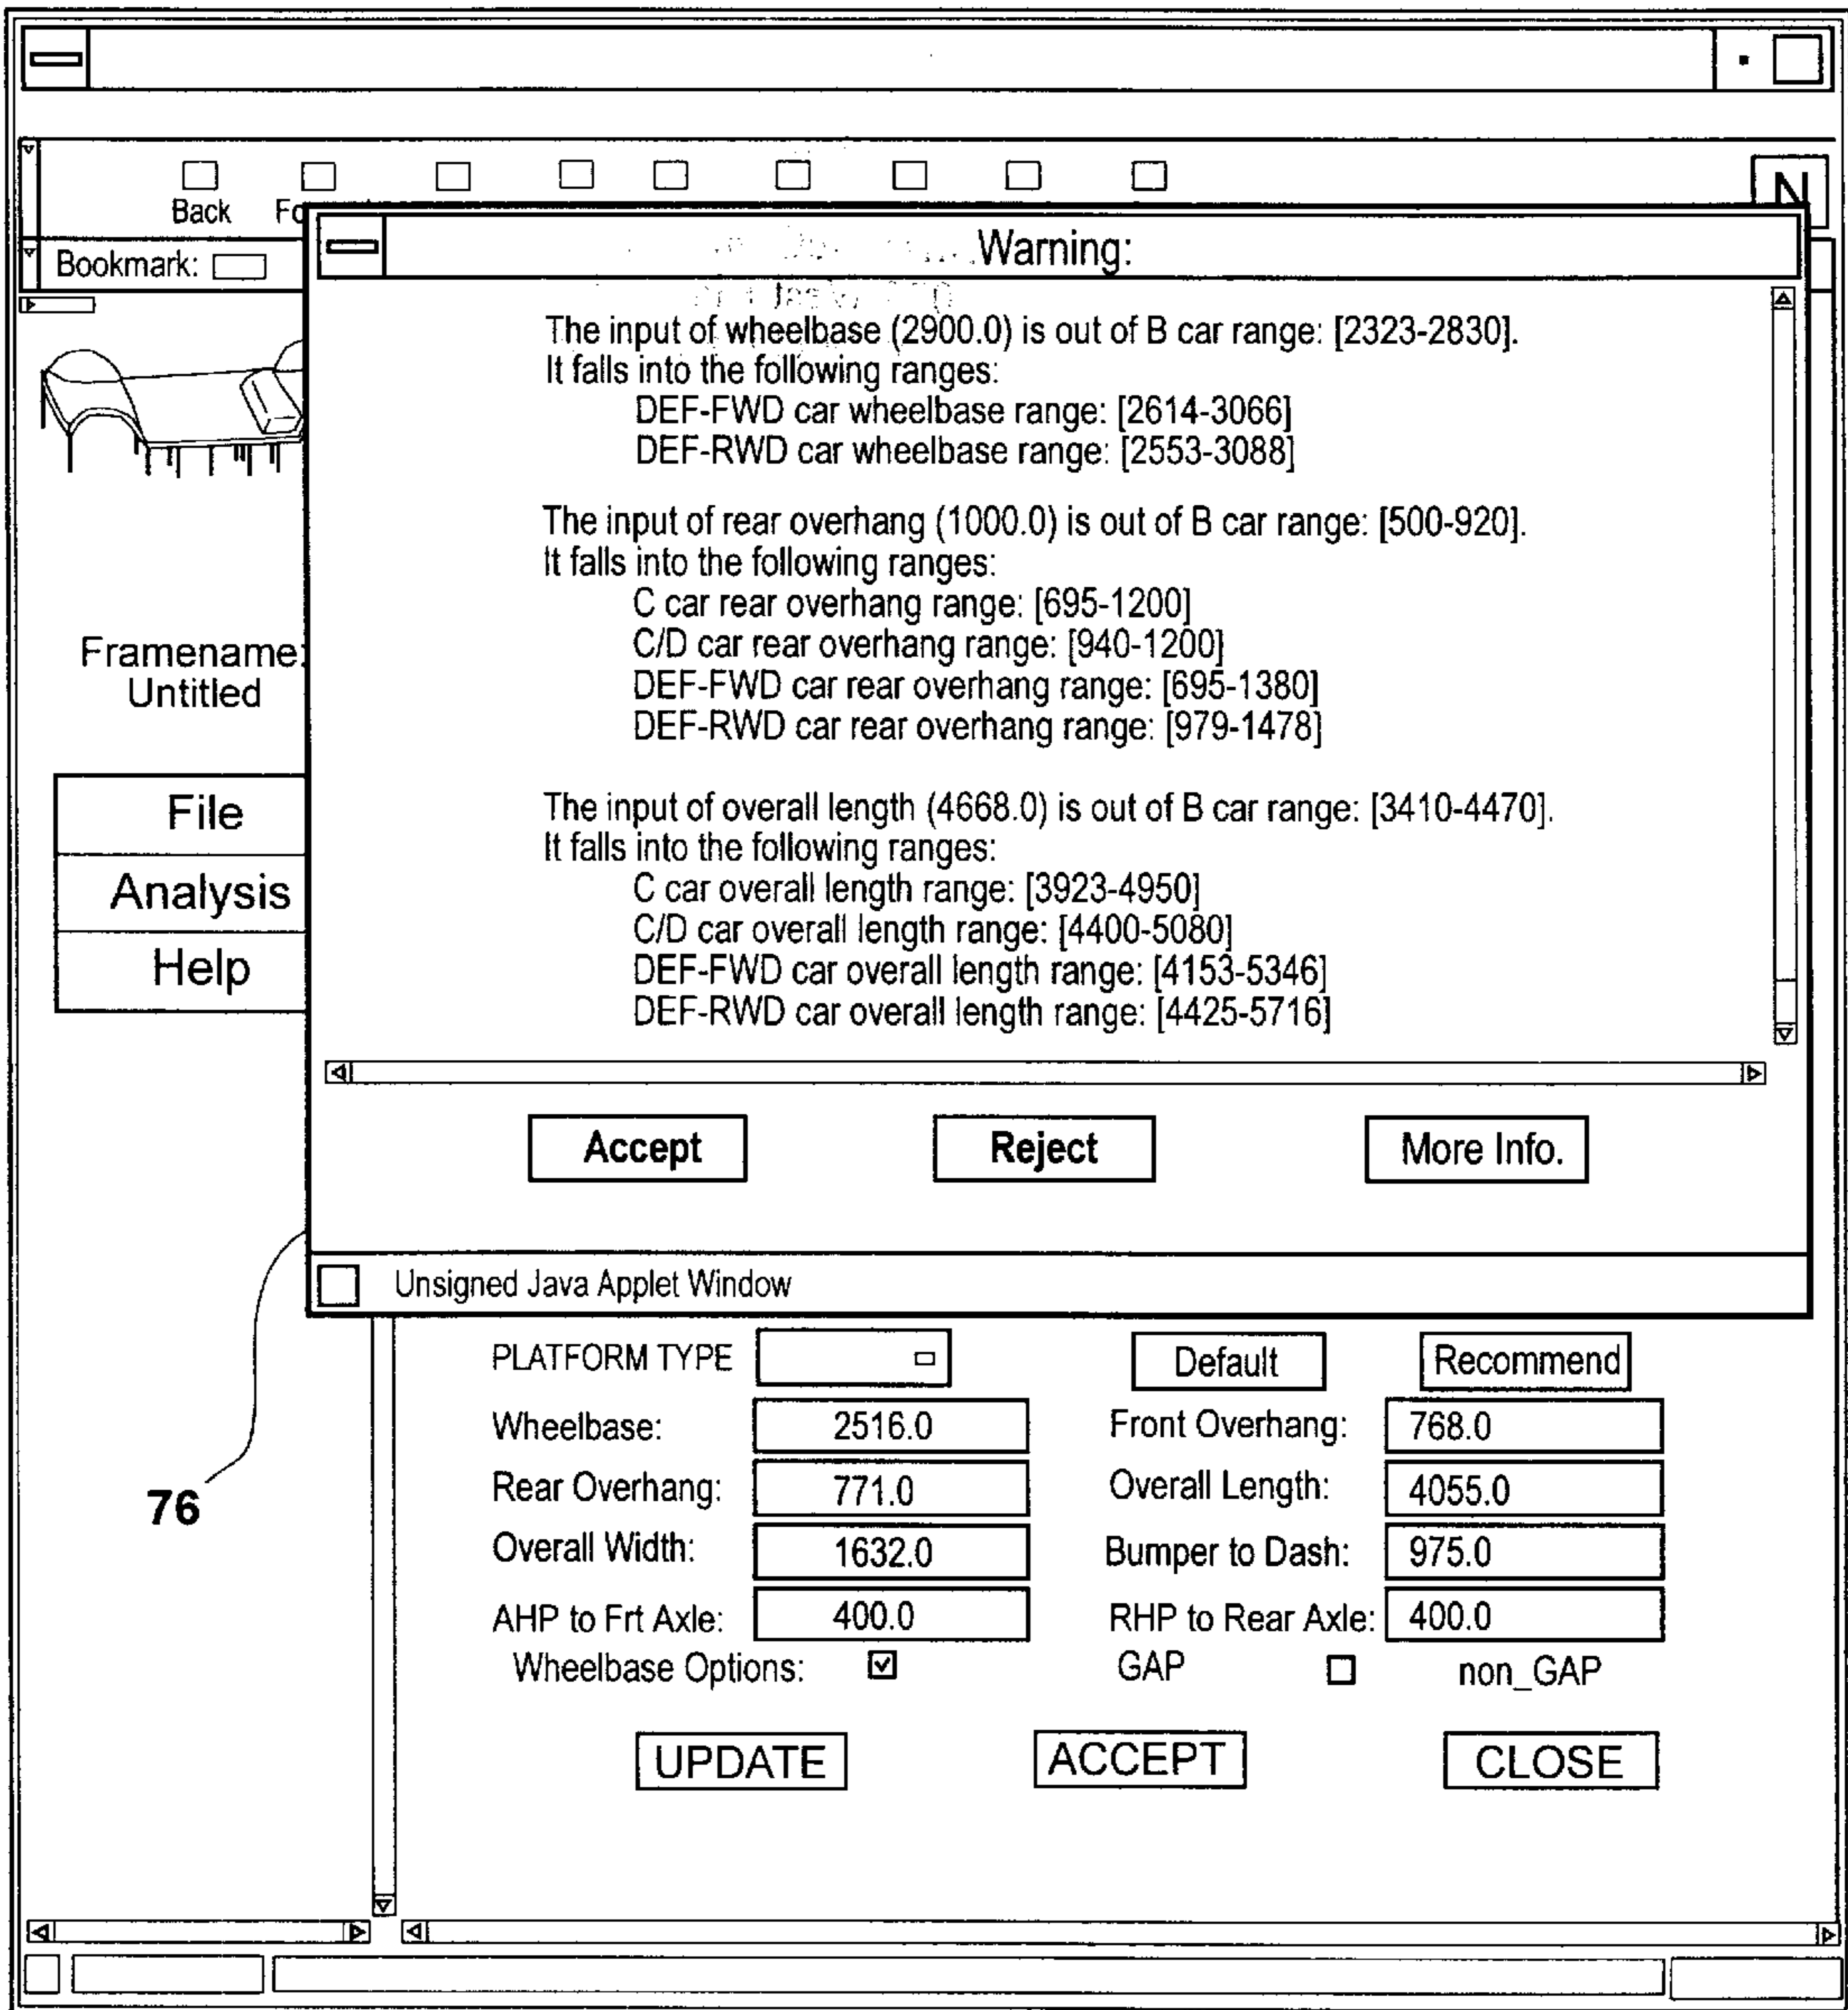 N
Back
Bookmark:
Warning:
The input of wheelbase (2900.0) is out of B car range: [2323-2830].
It falls into the following ranges:
DEF-FWD car wheelbase range: [2614-3066]
DEF-RWD car wheelbase range: [2553-3088]
The input of rear overhang (1000.0) is out of B car range: [500-920].
It falls into the following ranges:
C car rear overhang range: [695-1200]
C/D car rear overhang range: [940-1200]
DEF-FWD car rear overhang range: [695-1380]
DEF-RWD car rear overhang range: [979-1478]
The input of overall length (4668.0) is out of B car range: [3410-4470].
It falls into the following ranges:
C car overall length range: [3923-4950]
C/D car overall length range: [4400-5080]
DEF-FWD car overall length range: [4153-5346]
DEF-RWD car overall length range: [4425-5716]
Accept Reject More Info.
Unsigned Java Applet Window
Framename:
Untitled
File
Analysis
Help
76
PLATFORM TYPE Default Recommend
Wheelbase: 2516.0 Front Overhang: 768.0
Rear Overhang: 771.0 Overall Length: 4055.0
Overall Width: 1632.0 Bumper to Dash: 975.0
AHP to Frt Axle: 400.0 RHP to Rear Axle: 400.0
Wheelbase Options: GAP non_GAP
UPDATE ACCEPT CLOSE